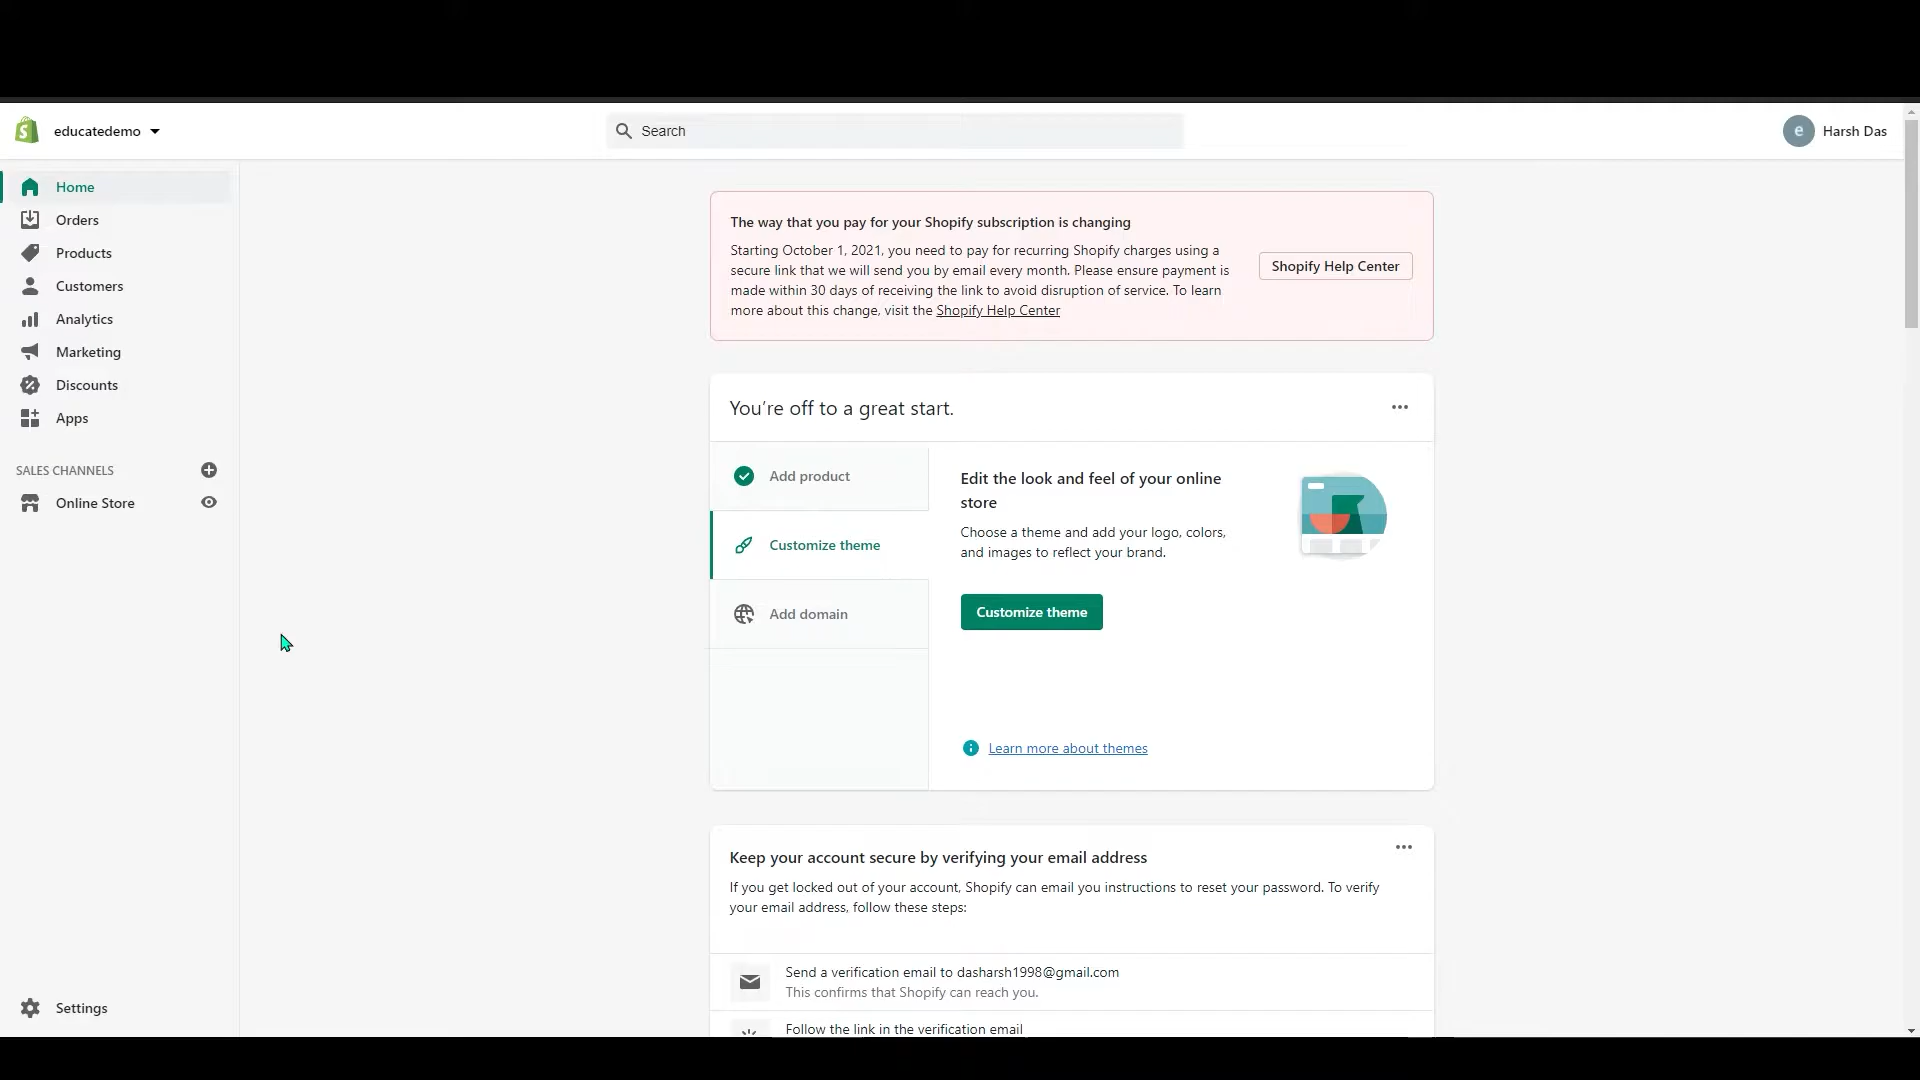 educatedemo
Search
e
Harsh Das
Home
Orders
Products
Customers
Analytics
Marketing
Discounts
Apps
SALES CHANNELS
Online Store
Settings
The way that you pay for your Shopify subscription is changing
Starting October 1, 2021, you need to pay for recurring Shopify charges using a
secure link that we will send you by email every month. Please ensure payment is
made within 30 days of receiving the link to avoid disruption of service. To learn
more about this change, visit the Shopify Help Center
Shopify Help Center
You’re off to a great start.
Add product
Customize theme
Add domain
Edit the look and feel of your online
store
Choose a theme and add your logo, colors,
and images to reflect your brand.
Customize theme
Learn more about themes
Keep your account secure by verifying your email address
If you get locked out of your account, Shopify can email you instructions to reset your password. To verify
your email address, follow these steps:
Send a verification email to dasharsh1998@gmail.com
This confirms that Shopify can reach you.
Follow the link in the verification email